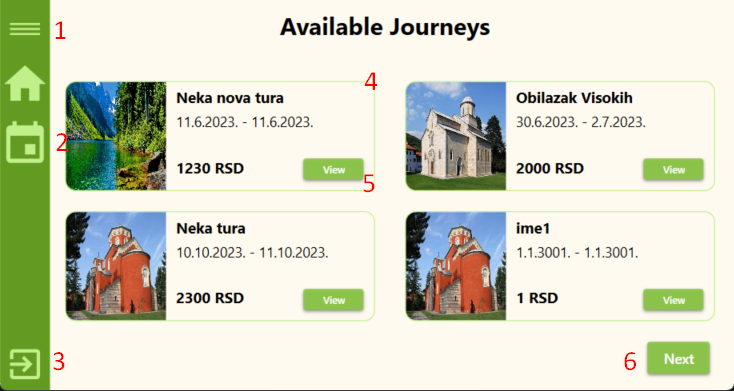 Available Journeys
1
4
Neka nova tura
11.6.2023. - 11.6.2023.
1230 RSD
View
5
Obilazak Visokih
30.6.2023. - 2.7.2023.
2000 RSD
View
2
Neka tura
10.10.2023. - 11.10.2023.
2300 RSD
View
ime1
1.1.3001. - 1.1.3001.
1 RSD
View
3
6
Next